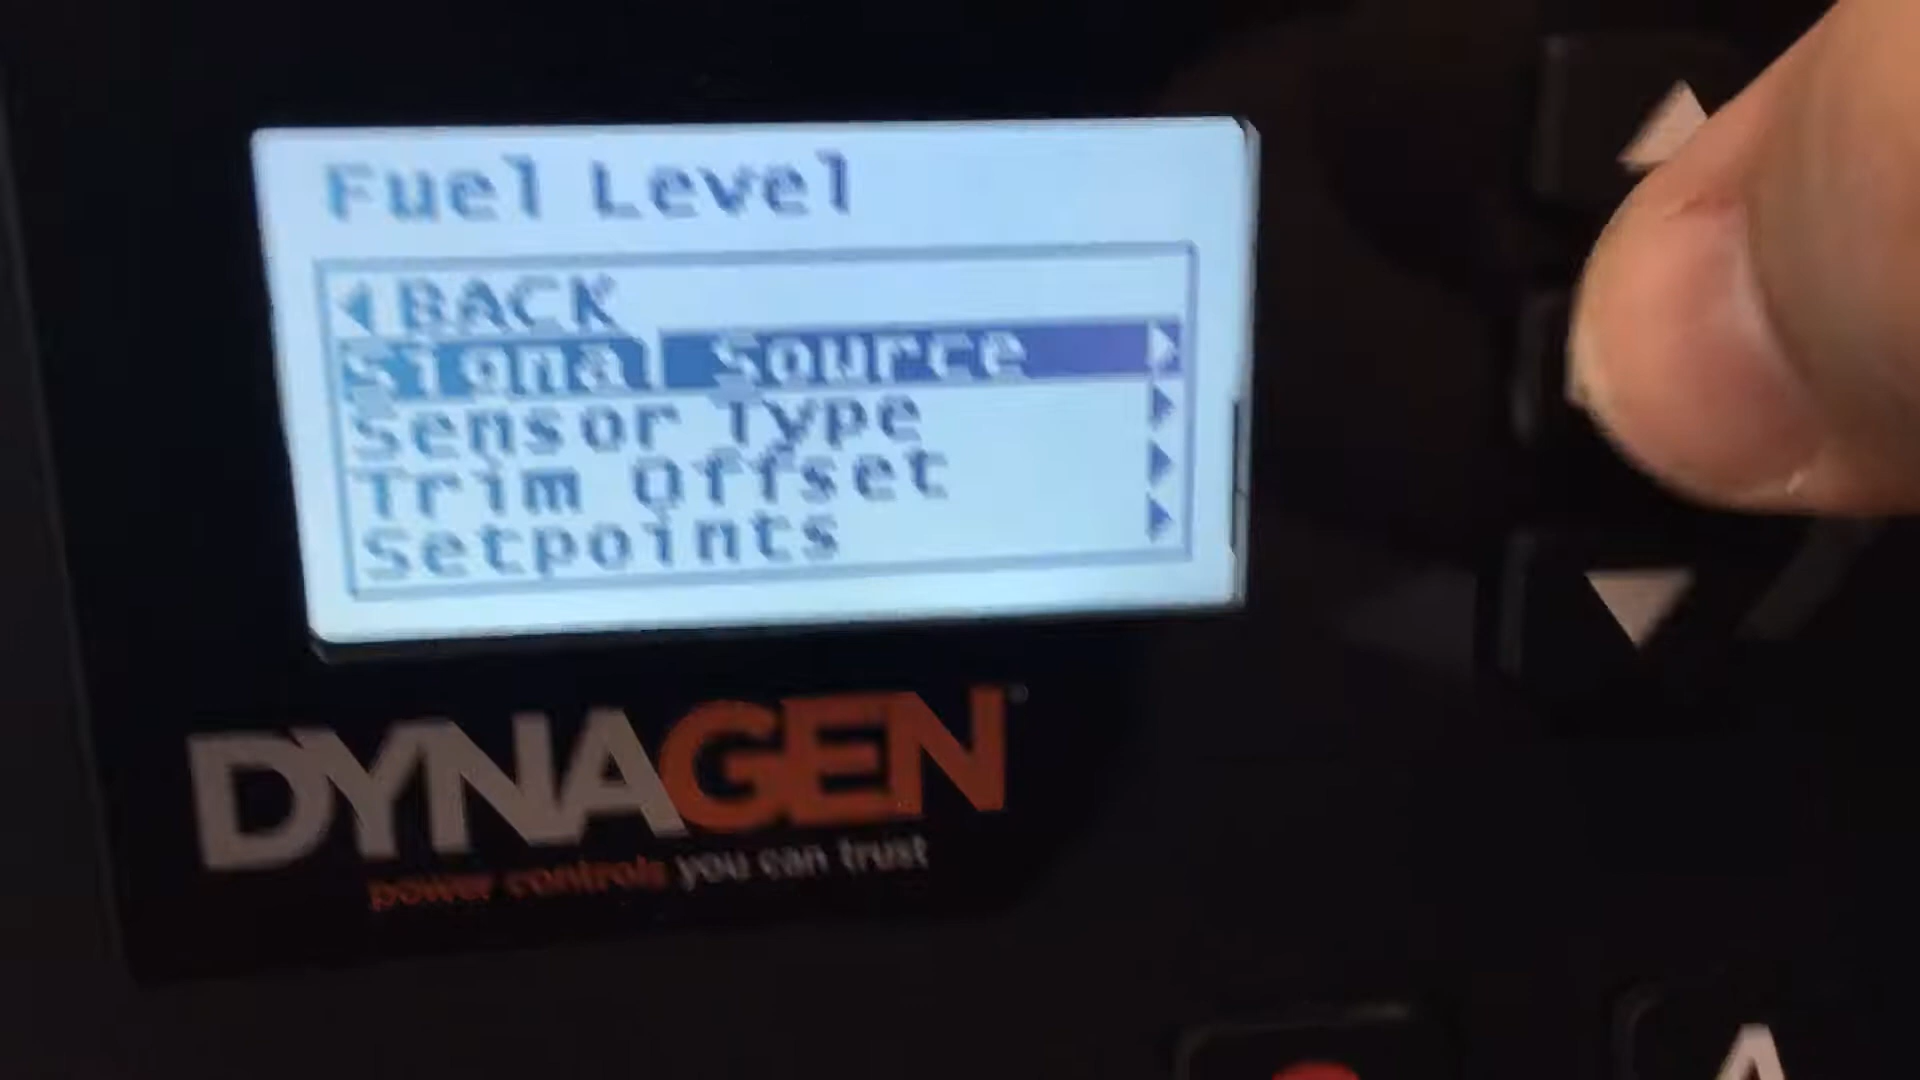 Fuel Level
BACK
Signal Source
Sensor Type
Trim Offset
Setpoints
DYNAGEN
power controls you can trust
A